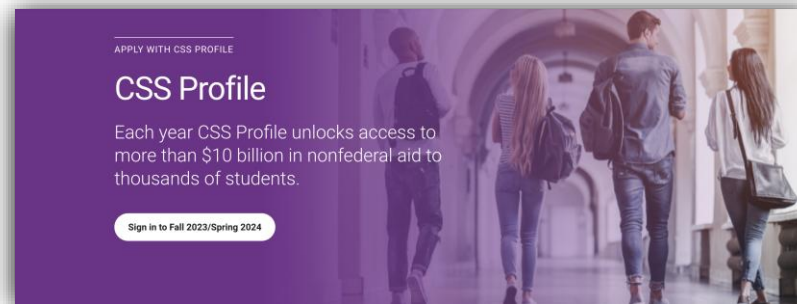 APPLY WITH CSS PROFILE
CSS Profile
Each year CSS Profile unlocks access to
more than $10 billion in nonfederal aid to
thousands of students.
Sign in to Fall 2023/Spring 2024